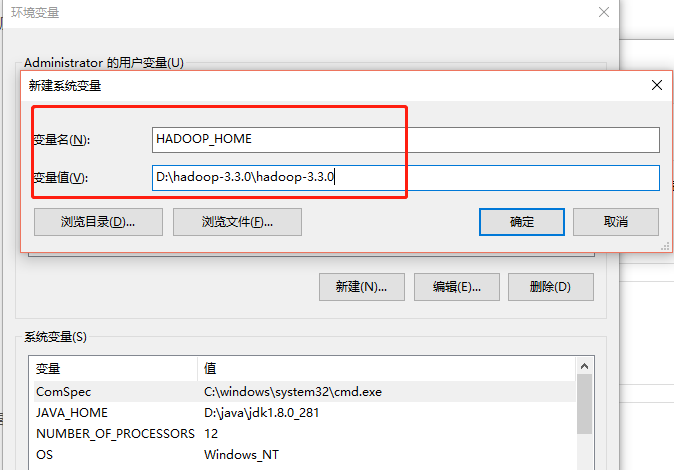 环境变量
Administrator 的用户变量(U)
新建系统变量
变量名(N):
HADOOP_HOME
变量值(V):
D:\hadoop-3.3.0\hadoop-3.3.0
浏览目录(D)...
浏览文件(F)...
确定
取消
新建(N)...
编辑(E)...
删除(D)
系统变量(S)
变量
值
ComSpec
C:\windows\system32\cmd.exe
JAVA_HOME
D:\java\jdk1.8.0_281
NUMBER_OF_PROCESSORS
12
OS
Windows_NT